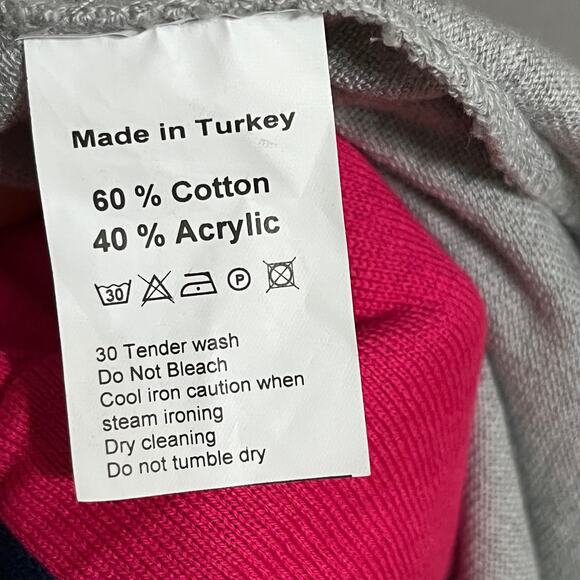 Made in Turkey
60 % Cotton
40 % Acrylic
30 P
30 Tender wash
Do Not Bleach
Cool iron caution when
steam ironing
Dry cleaning
Do not tumble dry